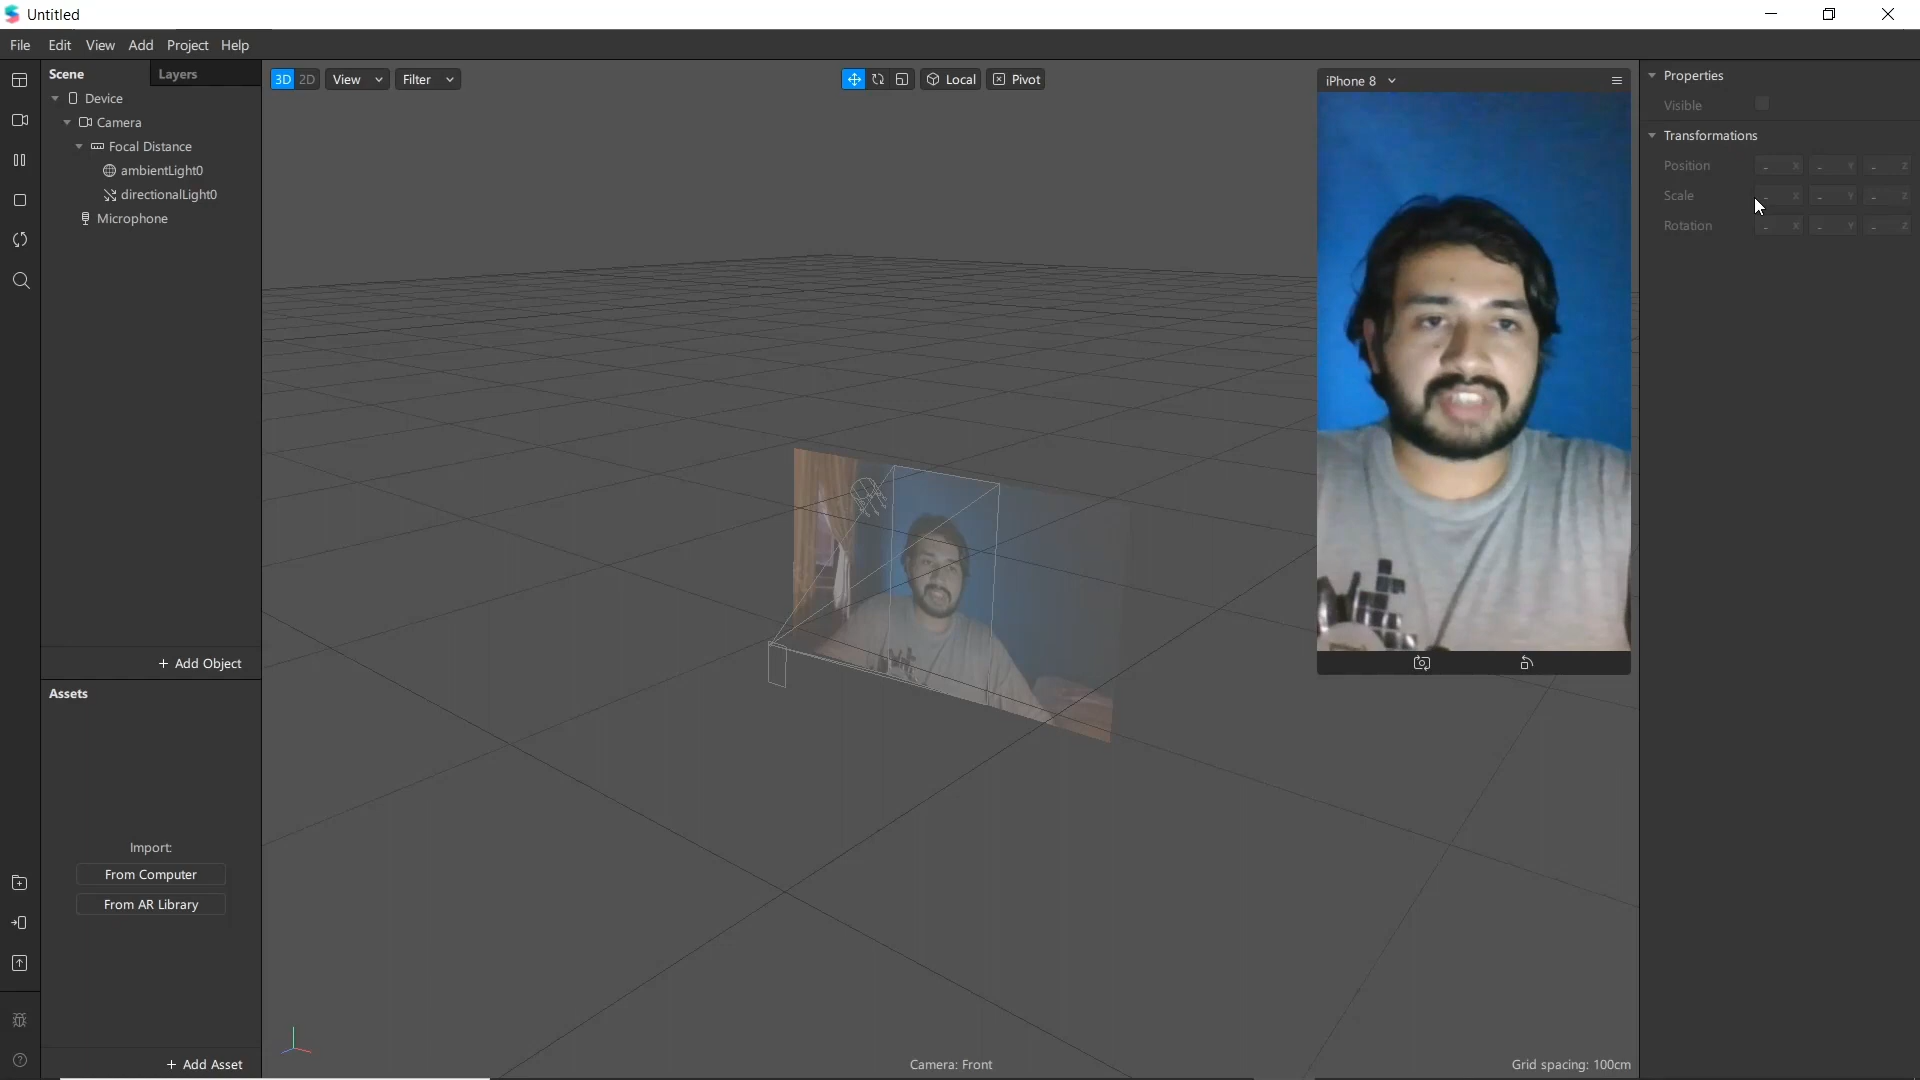 Untitled
File Edit View Add Project Help
Scene Layers
Device
Camera
Focal Distance
ambientLight0
directionalLight0
Microphone
+ Add Object
Assets
Import:
From Computer
From AR Library
+ Add Asset
3D 2D View Filter
Local Pivot
Camera: Front
Grid spacing: 100cm
iPhone 8
Properties
Visible
Transformations
Position - X - Y - Z
Scale - X - Y - Z
Rotation - X - Y - Z